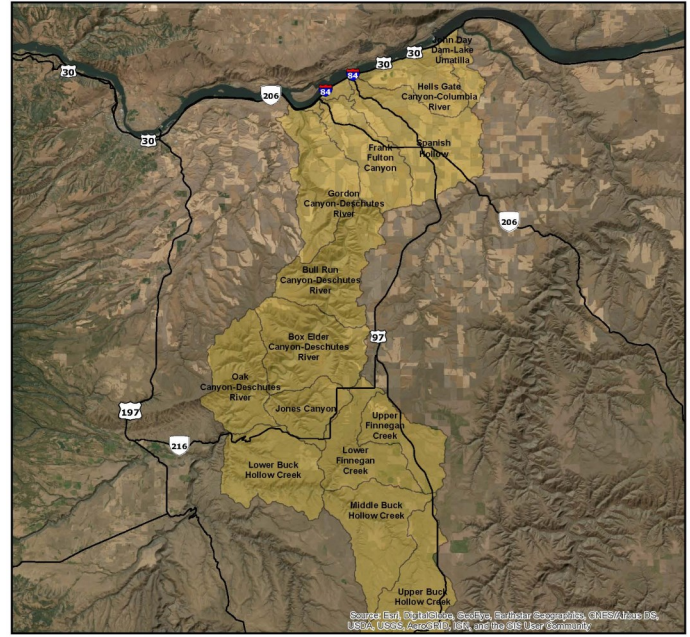 John Day
Dam-Lake
Umatilla
30
30
30
84
84
206
Hells Gate
Canyon-Columbia
River
30
Frank
Fulton
Canyon
Spanish
Hollow
Gordon
Canyon-Deschutes
River
206
Bull Run
Canyon-Deschutes
River
Box Elder
Canyon-Deschutes
River
97
Oak
Canyon-Deschutes
River
Jones Canyon
197
Upper
Finnegan
Creek
216
Lower
Finnegan
Creek
Lower Buck
Hollow Creek
Middle Buck
Hollow Creek
Upper Buck
Hollow Creek
Source: Esri, DigitalGlobe, GeoEye, Earthstar Geographics, CNES/Airbus DS,
USDA, USGS, AeroGRID, IGN, and the GIS User Community